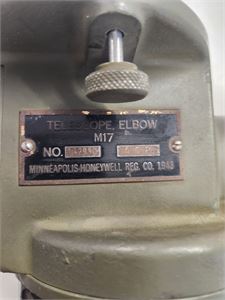 TELESCOPE, ELBOW
M17
NO.
MINNEAPOLIS-HONEYWELL REG. CO. 1943